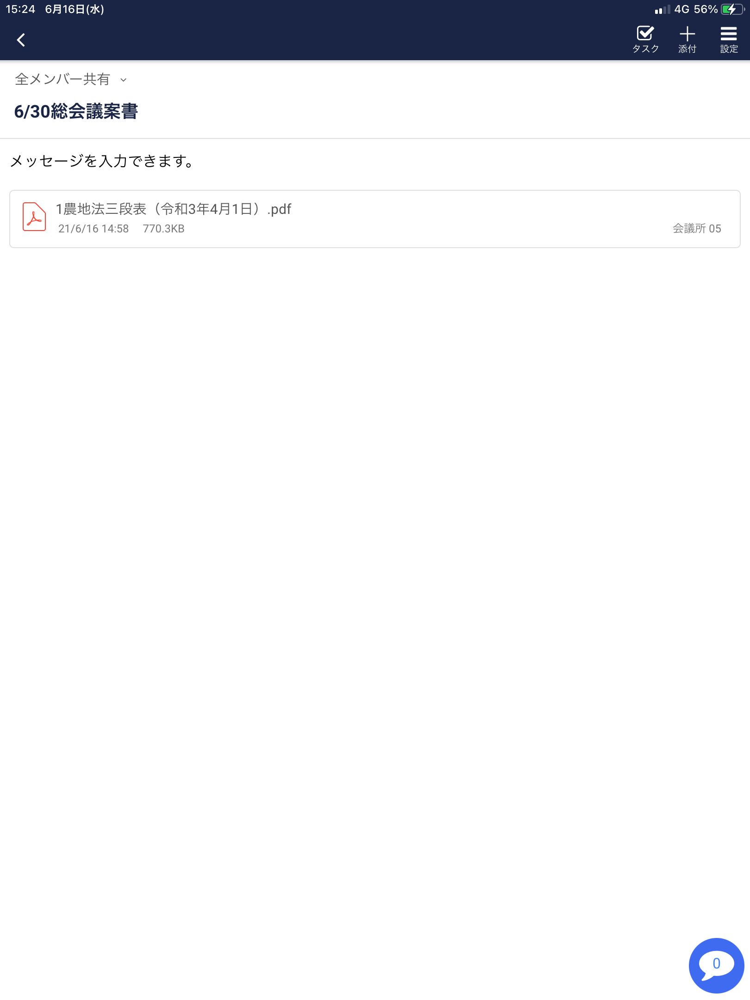 15:24 6月16日(水)
4G 56%
タスク
添付
設定
全メンバー共有
6/30総会議案書
メッセージを入力できます。
1農地法三段表（令和3年4月1日）.pdf
21/6/16 14:58 770.3KB
会議所 05
0